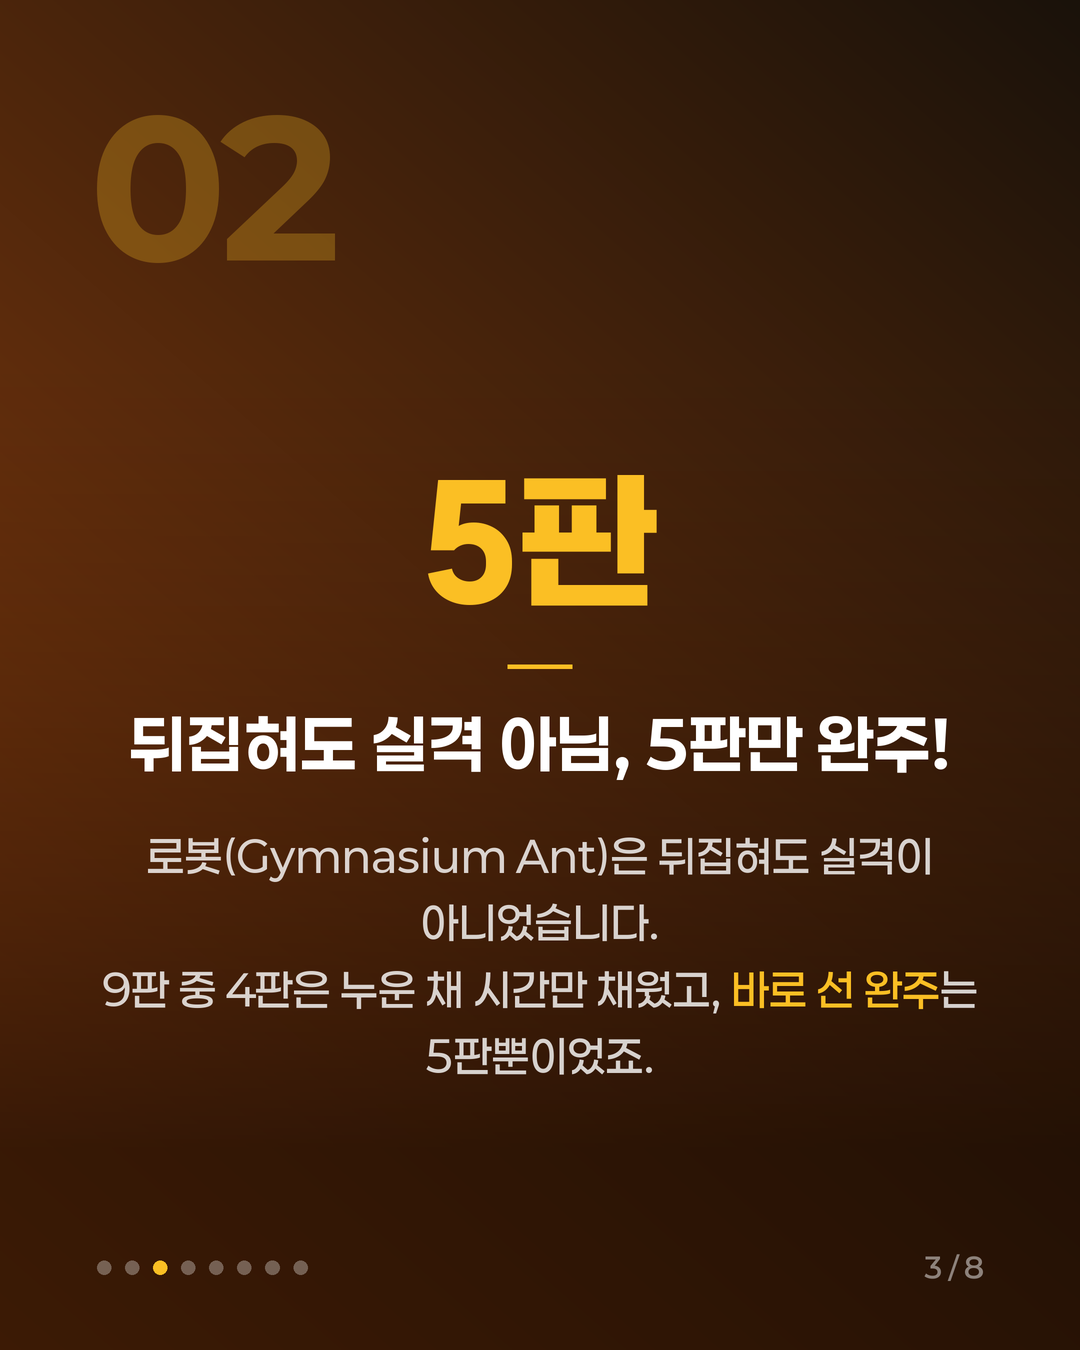 02
5판
뒤집혀도 실격 아님, 5판만 완주!
로봇(Gymnasium Ant)은 뒤집혀도 실격이
아니었습니다.
9판 중 4판은 누운 채 시간만 채웠고, 바로 선 완주는
5판뿐이었죠.
3/8